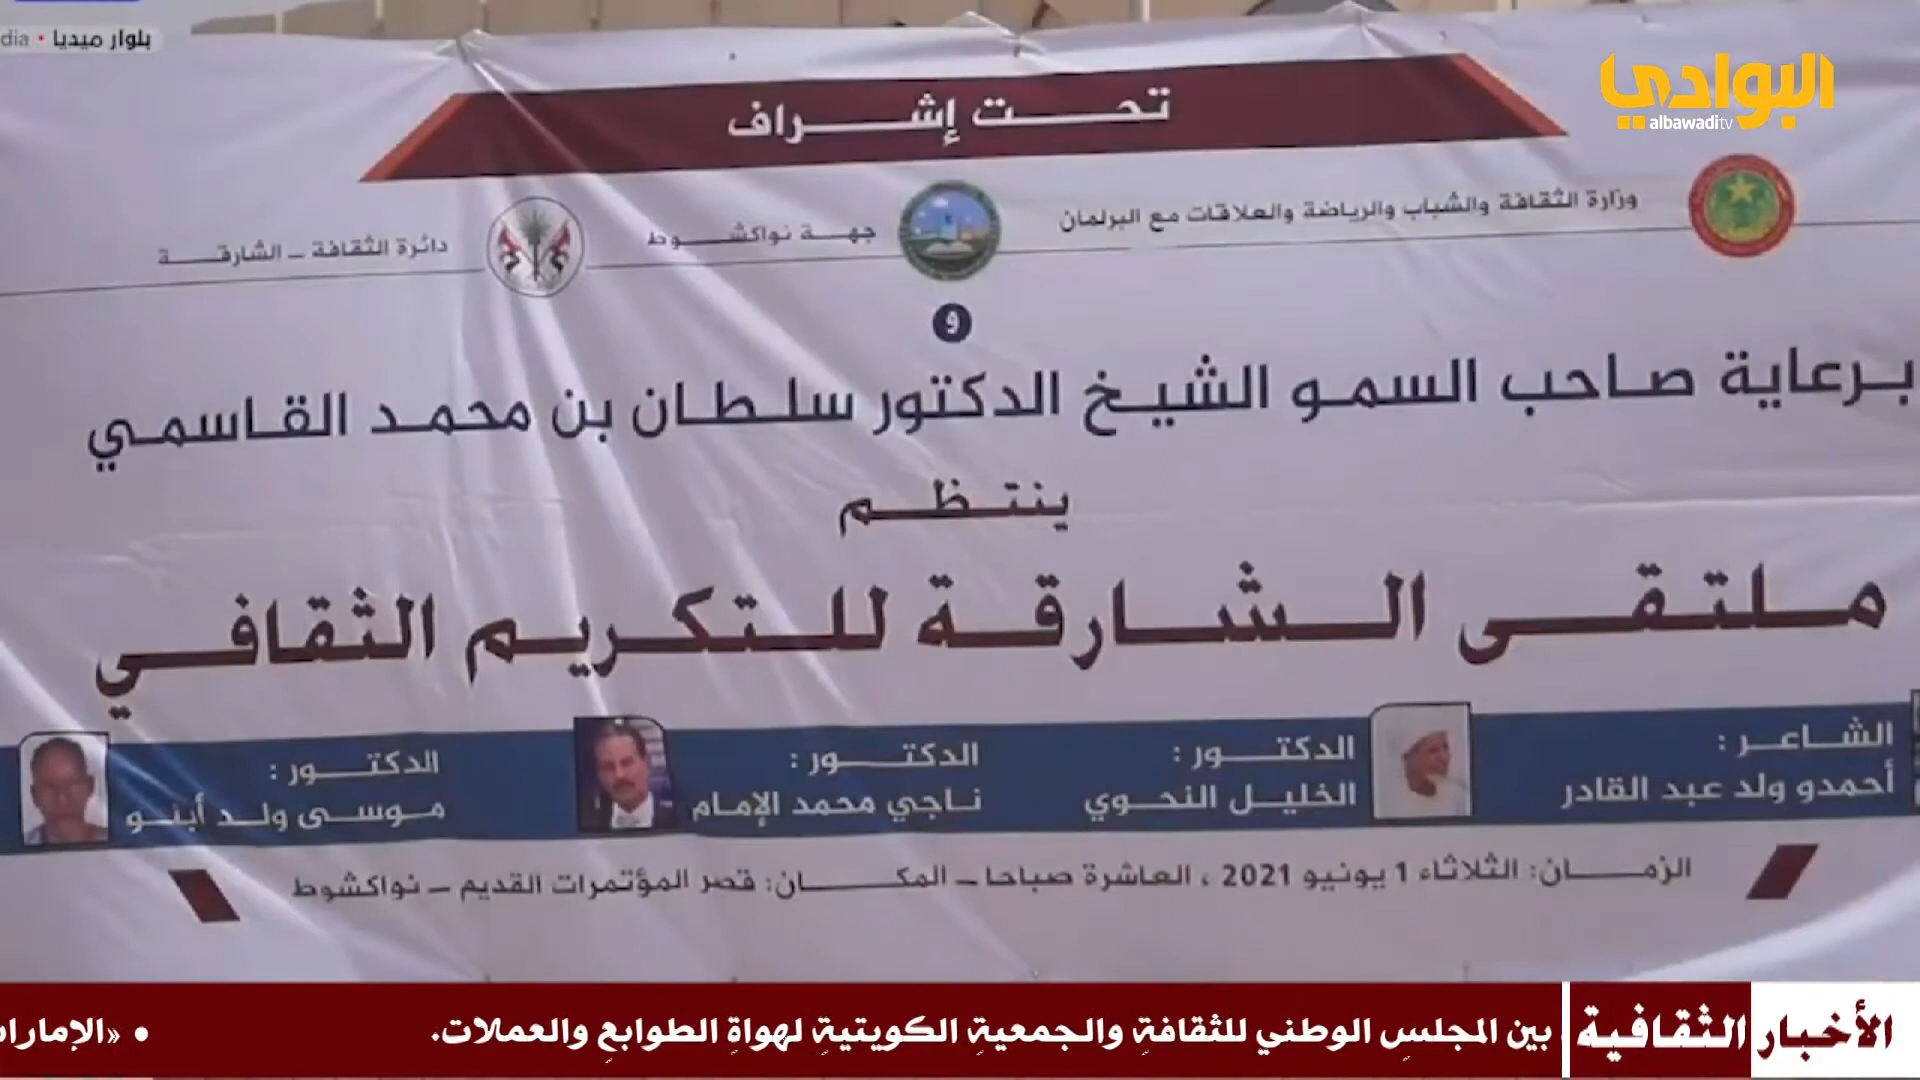 dia • بلوار ميديا
البوادي
albawadi tv
تحت إشراف
وزارة الثقافة والشباب والرياضة والعلاقات مع البرلمان
جهة نواكشوط
دائرة الثقافة - الشارقة
و
برعاية صاحب السمو الشيخ الدكتور سلطان بن محمد القاسمي
ينتظم
ملتقى الشارقة للتكريم الثقافي
الشاعر :
أحمدو ولد عبد القادر
الدكتور :
الخليل النحوي
الدكتور :
ناجي محمد الإمام
الدكتور :
موسى ولد أبنو
الزمان: الثلاثاء 1 يونيو 2021 ، العاشرة صباحا - المكان: قصر المؤتمرات القديم - نواكشوط
الأخبار الثقافية
بين المجلس الوطني للثقافة والجمعية الكويتية لهواة الطوابع والعملات. • «الإمارا